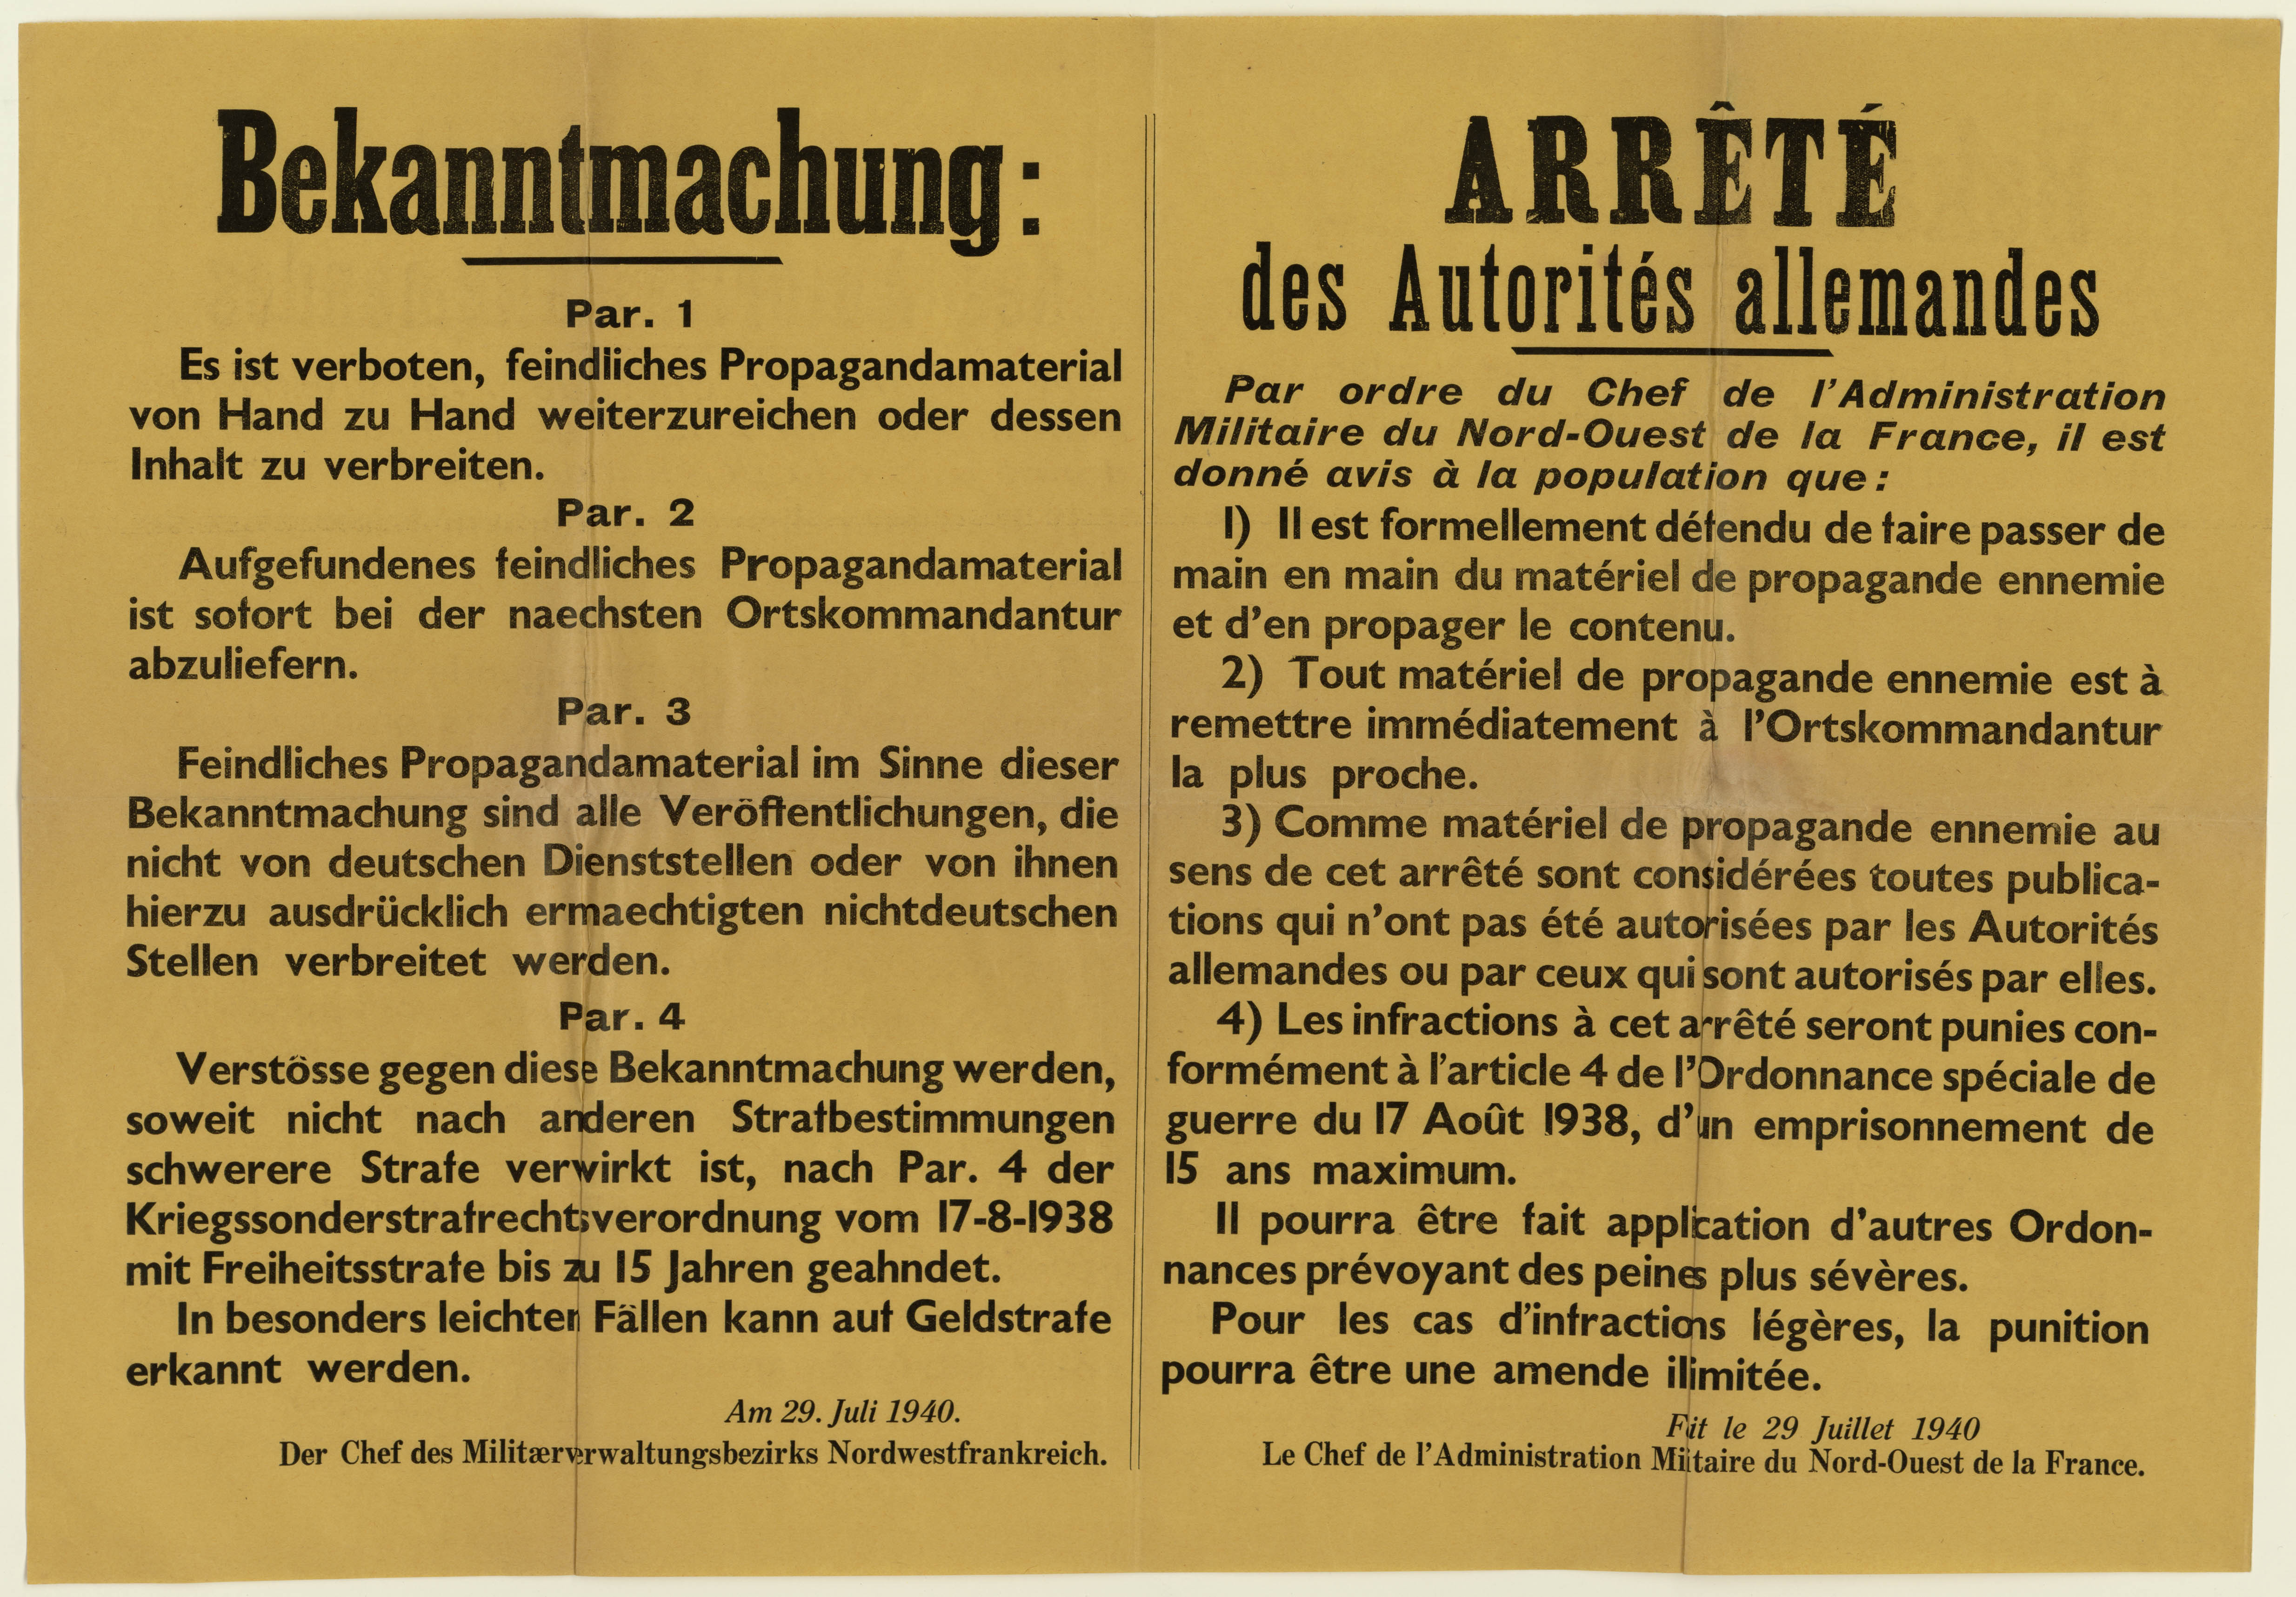 Bekanntmachung:
Par. 1
Es ist verboten, feindliches Propagandamaterial
von Hand zu Hand weiterzureichen oder dessen
Inhalt zu verbreiten.
Par. 2
Aufgefundenes feindliches Propagandamaterial
ist sofort bei der naechsten Ortskommandantur
abzuliefern.
Par. 3
Feindliches Propagandamaterial im Sinne dieser
Bekanntmachung sind alle Veröffentlichungen, die
nicht von deutschen Dienststellen oder von ihnen
hierzu ausdrücklich ermaechtigten nichtdeutschen
Stellen verbreitet werden.
Par. 4
Verstösse gegen diese Bekanntmachung werden,
soweit nicht nach anderen Strafbestimmungen
schwerere Strafe verwirkt ist, nach Par. 4 der
Kriegssonderstrafrechtsverordnung vom 17-8-1938
mit Freiheitsstrafe bis zu 15 Jahren geahndet.
In besonders leichten Fällen kann auf Geldstrafe
erkannt werden.
Am 29. Juli 1940.
Der Chef des Militærverwaltungsbezirks Nordwestfrankreich.
ARRÊTÉ
des Autorités allemandes
Par ordre du Chef de l'Administration
Militaire du Nord-Ouest de la France, il est
donné avis à la population que :
1) Il est formellement défendu de faire passer de
main en main du matériel de propagande ennemie
et d'en propager le contenu.
2) Tout matériel de propagande ennemie est à
remettre immédiatement à l'Ortskommandantur
la plus proche.
3) Comme matériel de propagande ennemie au
sens de cet arrêté sont considérées toutes publica-
tions qui n'ont pas été autorisées par les Autorités
allemandes ou par ceux qui sont autorisés par elles.
4) Les infractions à cet arrêté seront punies con-
formément à l'article 4 de l'Ordonnance spéciale de
guerre du 17 Août 1938, d'un emprisonnement de
15 ans maximum.
Il pourra être fait application d'autres Ordon-
nances prévoyant des peines plus sévères.
Pour les cas d'infractions légères, la punition
pourra être une amende ilimitée.
Fait le 29 Juillet 1940
Le Chef de l'Administration Militaire du Nord-Ouest de la France.